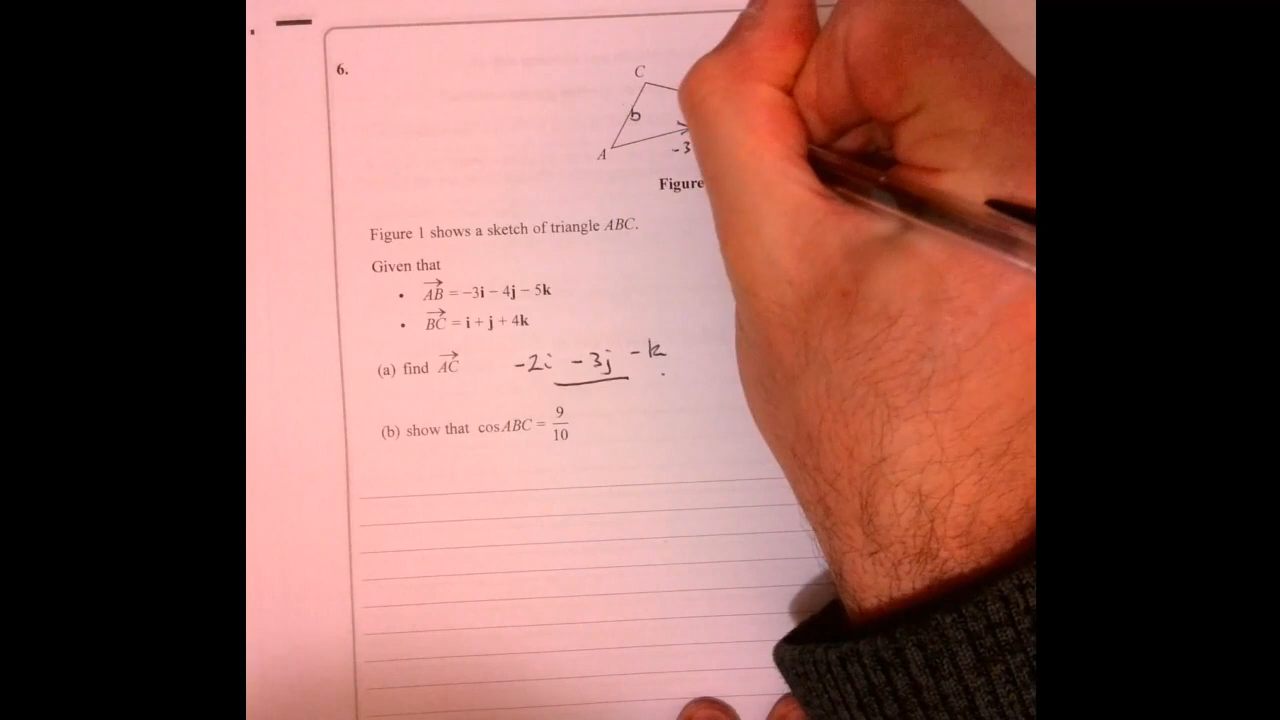 6.
C
b
A
-3
Figure
Figure 1 shows a sketch of triangle ABC.
Given that
• AB = −3i − 4j − 5k
• BC = i + j + 4k
(a) find AC -2i -3j -k
(b) show that cos ABC = 9/10